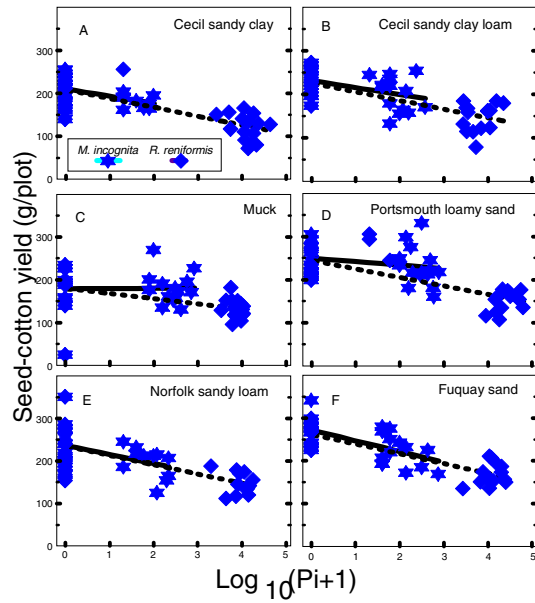 A Cecil sandy clay
B Cecil sandy clay loam
300
200
100
0
M. incognita R. reniformis
C Muck
D Portsmouth loamy sand
300
200
100
0
E Norfolk sandy loam
F Fuquay sand
300
200
100
0
0 1 2 3 4 5
0 1 2 3 4 5
Seed-cotton yield (g/plot)
Log 10(Pi+1)